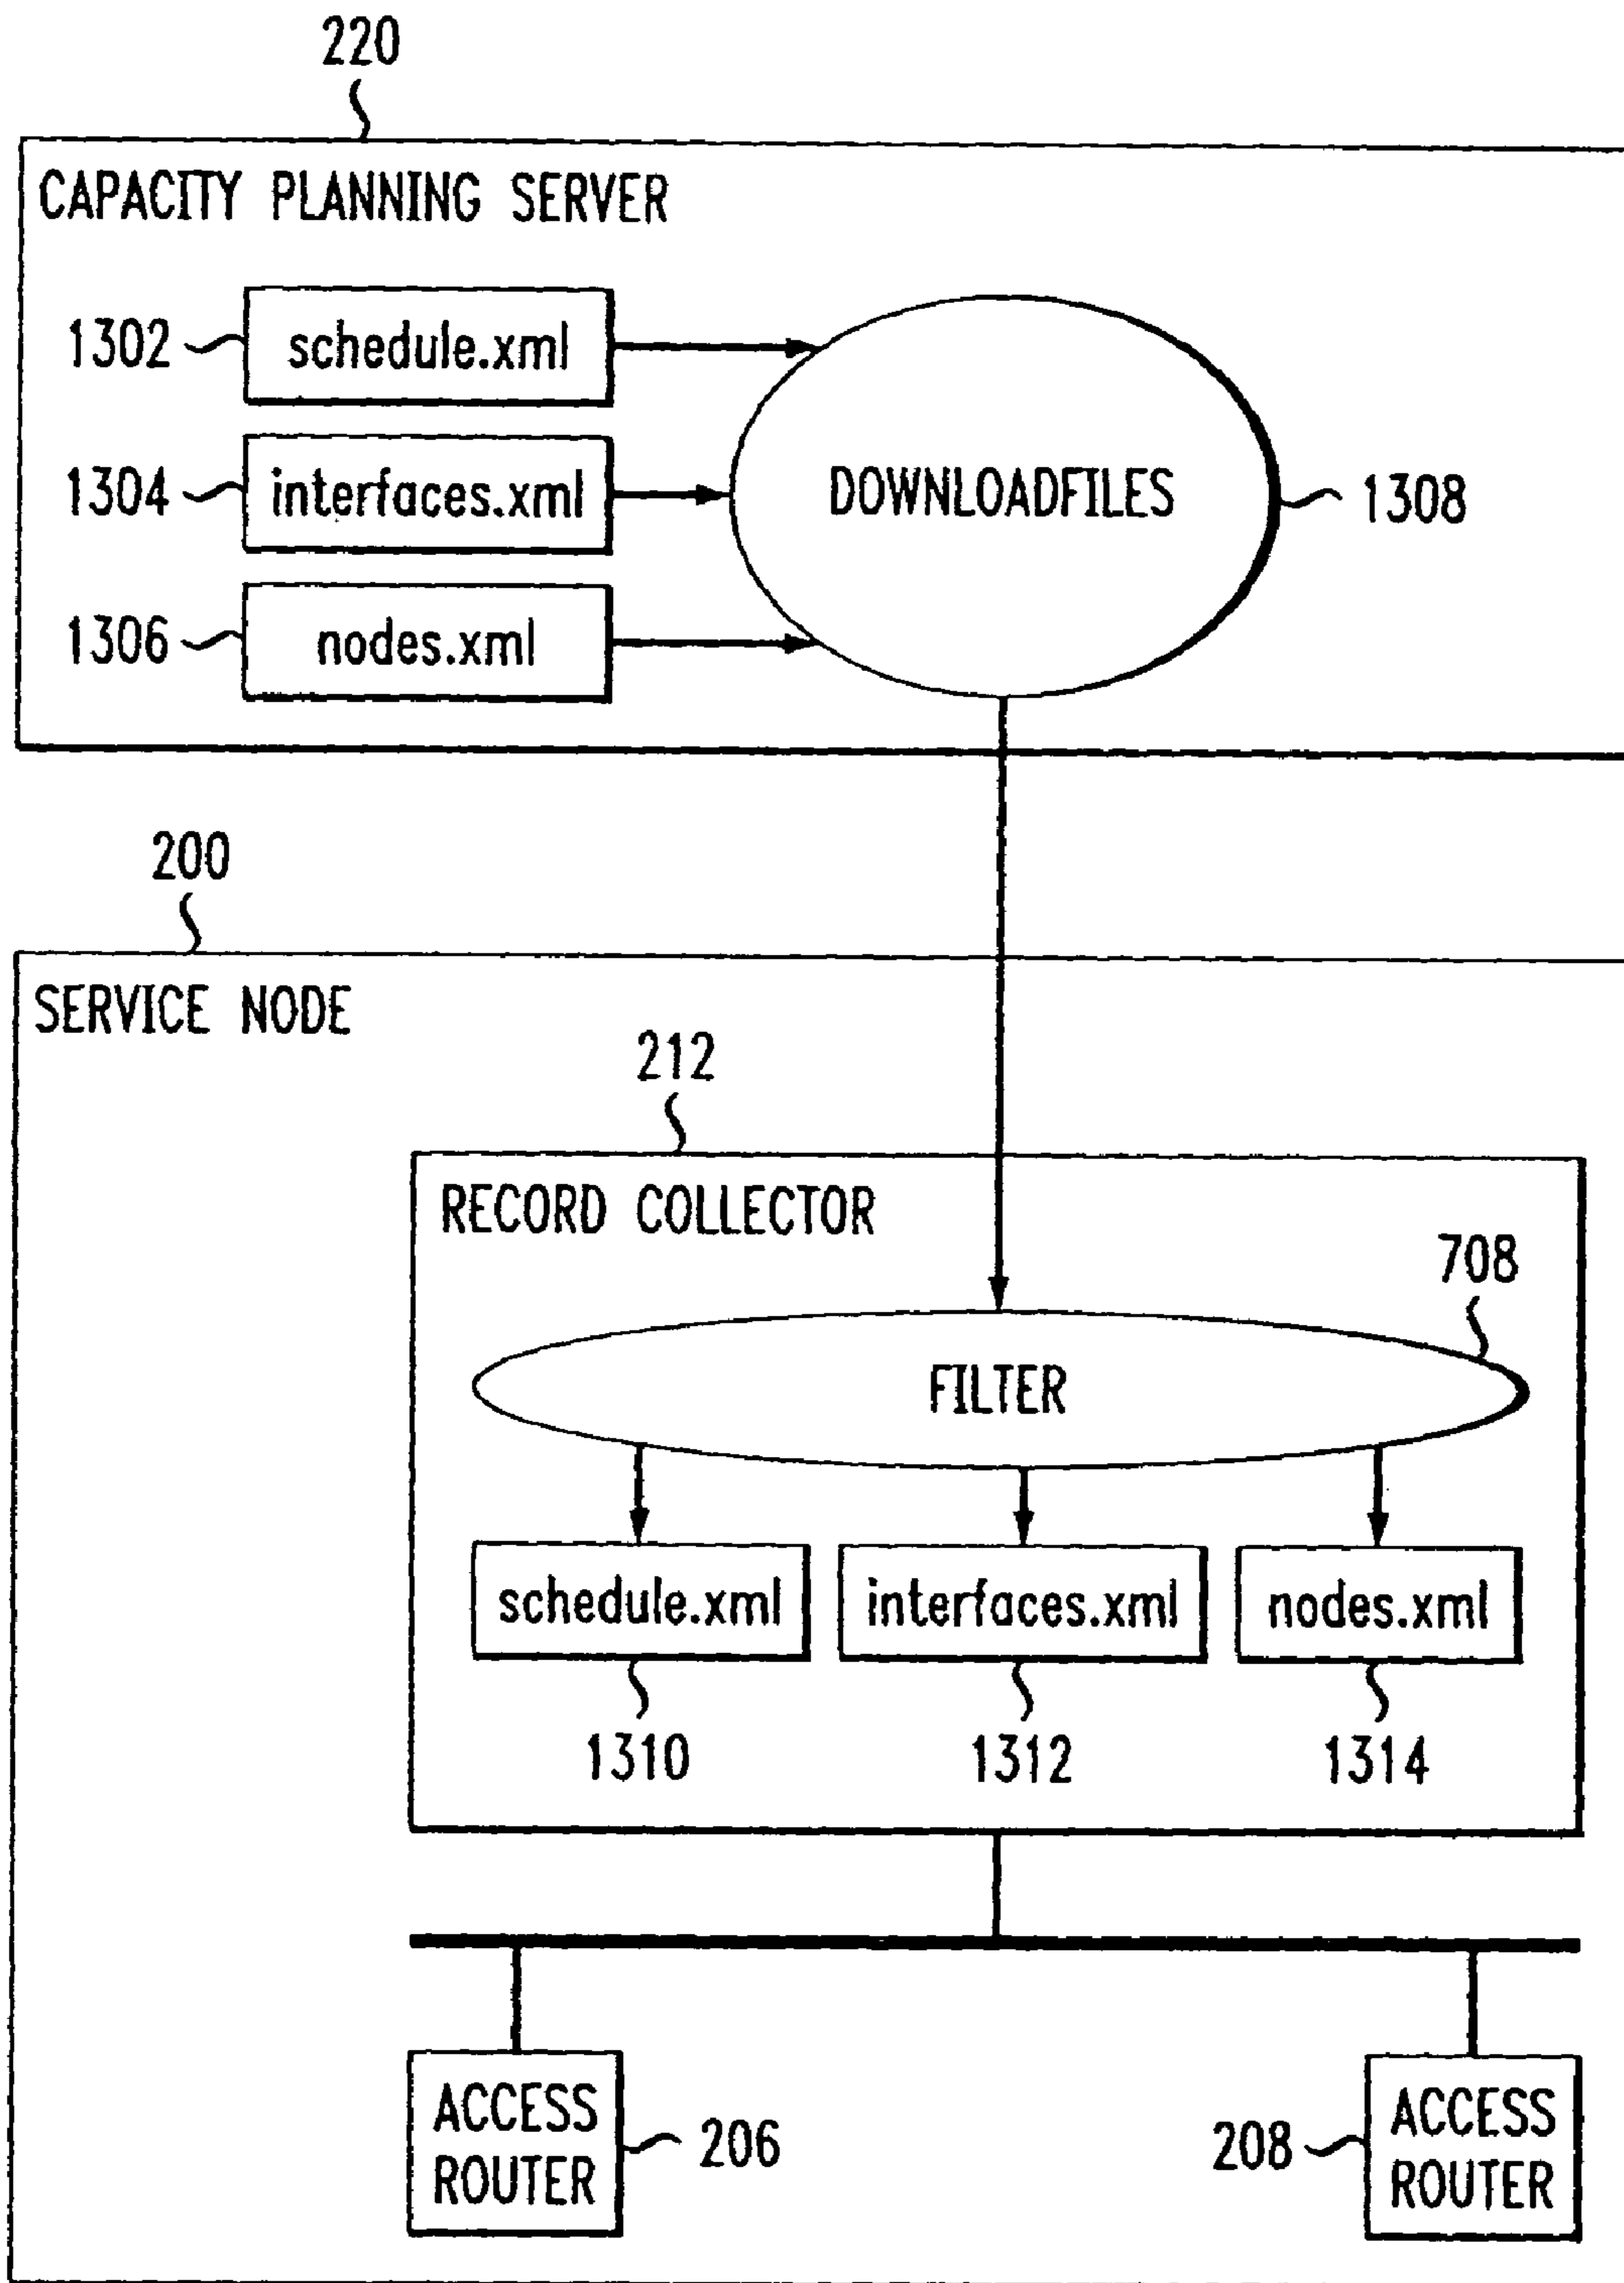 220
CAPACITY PLANNING SERVER
1302
schedule.xml
1304
interfaces.xml
DOWNLOADFILES
1308
1306
nodes.xml
200
SERVICE NODE
212
RECORD COLLECTOR
708
FILTER
schedule.xml
interfaces.xml
nodes.xml
1310
1312
1314
ACCESS
ROUTER
206
208
ACCESS
ROUTER